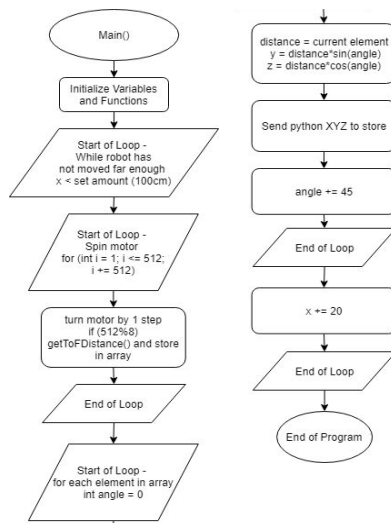 Main()
Initialize Variables
and Functions
Start of Loop -
While robot has
not moved far enough
x < set amount (100cm)
Start of Loop -
Spin motor
for (int i = 1; i <= 512;
i += 512)
turn motor by 1 step
if (512%8)
getToFDistance() and store
in array
End of Loop
Start of Loop -
for each element in array
int angle = 0
distance = current element
y = distance*sin(angle)
z = distance*cos(angle)
Send python XYZ to store
angle += 45
End of Loop
x += 20
End of Loop
End of Program